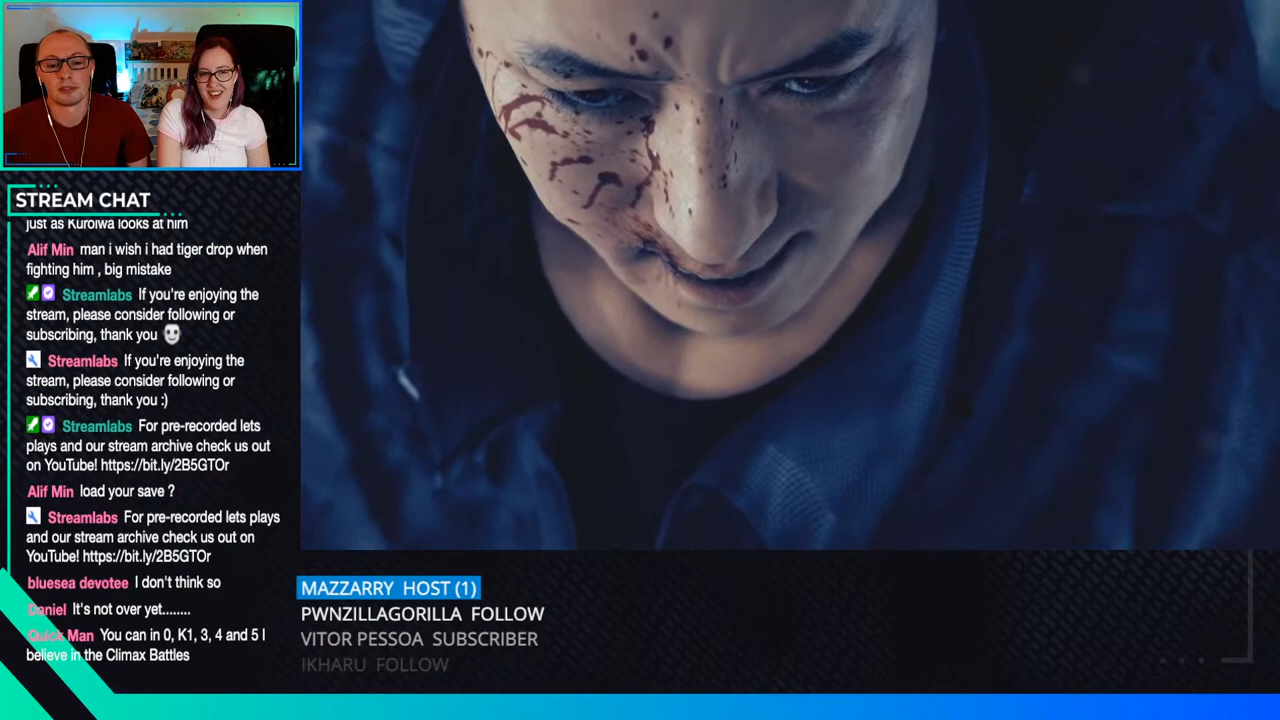 STREAM CHAT
just as Kuroiwa looks at him
Alif Min man i wish i had tiger drop when
fighting him , big mistake
Streamlabs If you're enjoying the
stream, please consider following or
subscribing, thank you
Streamlabs If you're enjoying the
stream, please consider following or
subscribing, thank you :)
Streamlabs For pre-recorded lets
plays and our stream archive check us out
on YouTube! https://bit.ly/2B5GTOr
Alif Min load your save ?
Streamlabs For pre-recorded lets plays
and our stream archive check us out on
YouTube! https://bit.ly/2B5GTOr
bluesea devotee I don't think so
Daniel It's not over yet........
Quick Man You can in 0, K1, 3, 4 and 5 I
believe in the Climax Battles
MAZZARRY HOST (1)
PWNZILLAGORILLA FOLLOW
VITOR PESSOA SUBSCRIBER
IKHARU FOLLOW